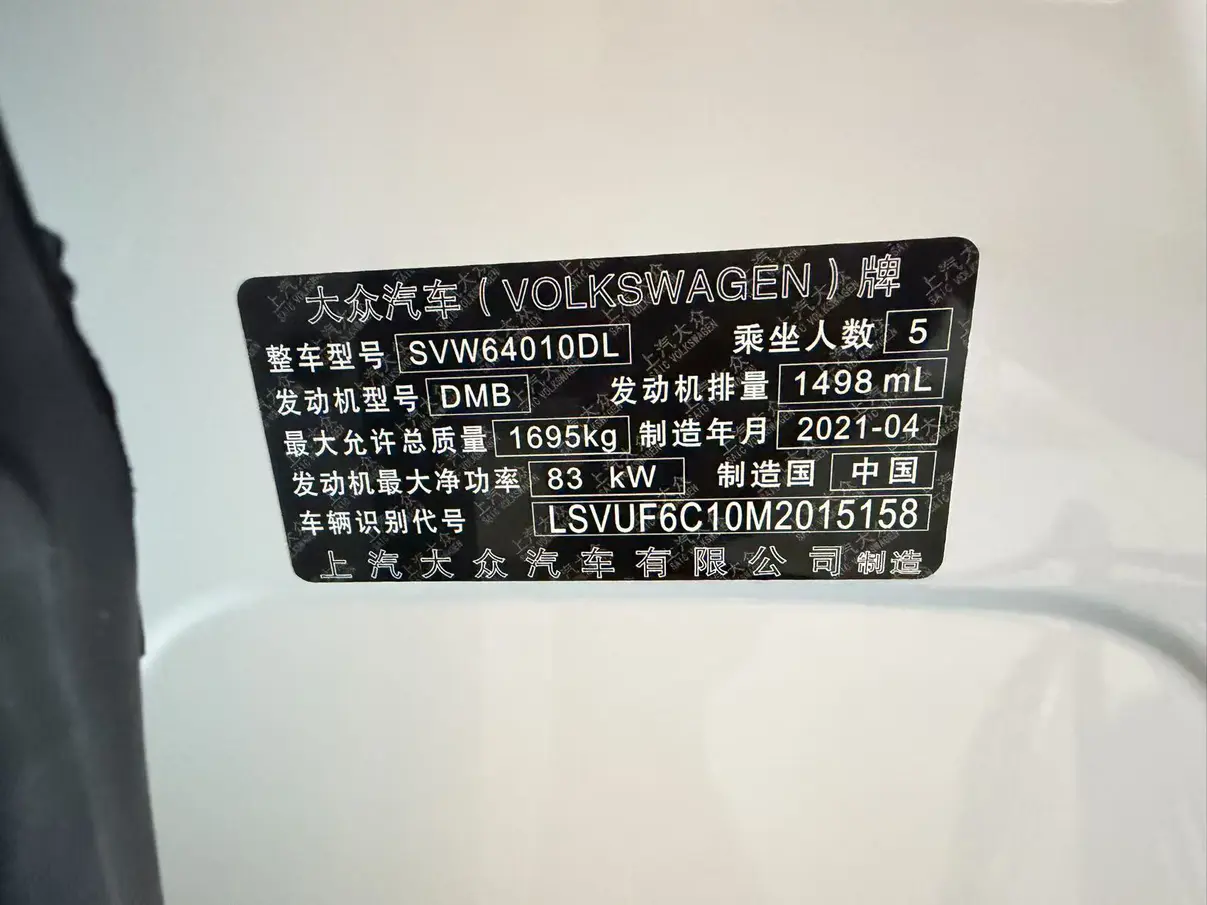 大众汽车(VOLKSWAGEN)牌
整车型号 SVW64010DL 乘坐人数 5
发动机型号 DMB 发动机排量 1498 mL
最大允许总质量 1695kg 制造年月 2021-04
发动机最大净功率 83 kW 制造国 中国
车辆识别代号 LSVUF6C10M2015158
上汽大众汽车有限公司制造